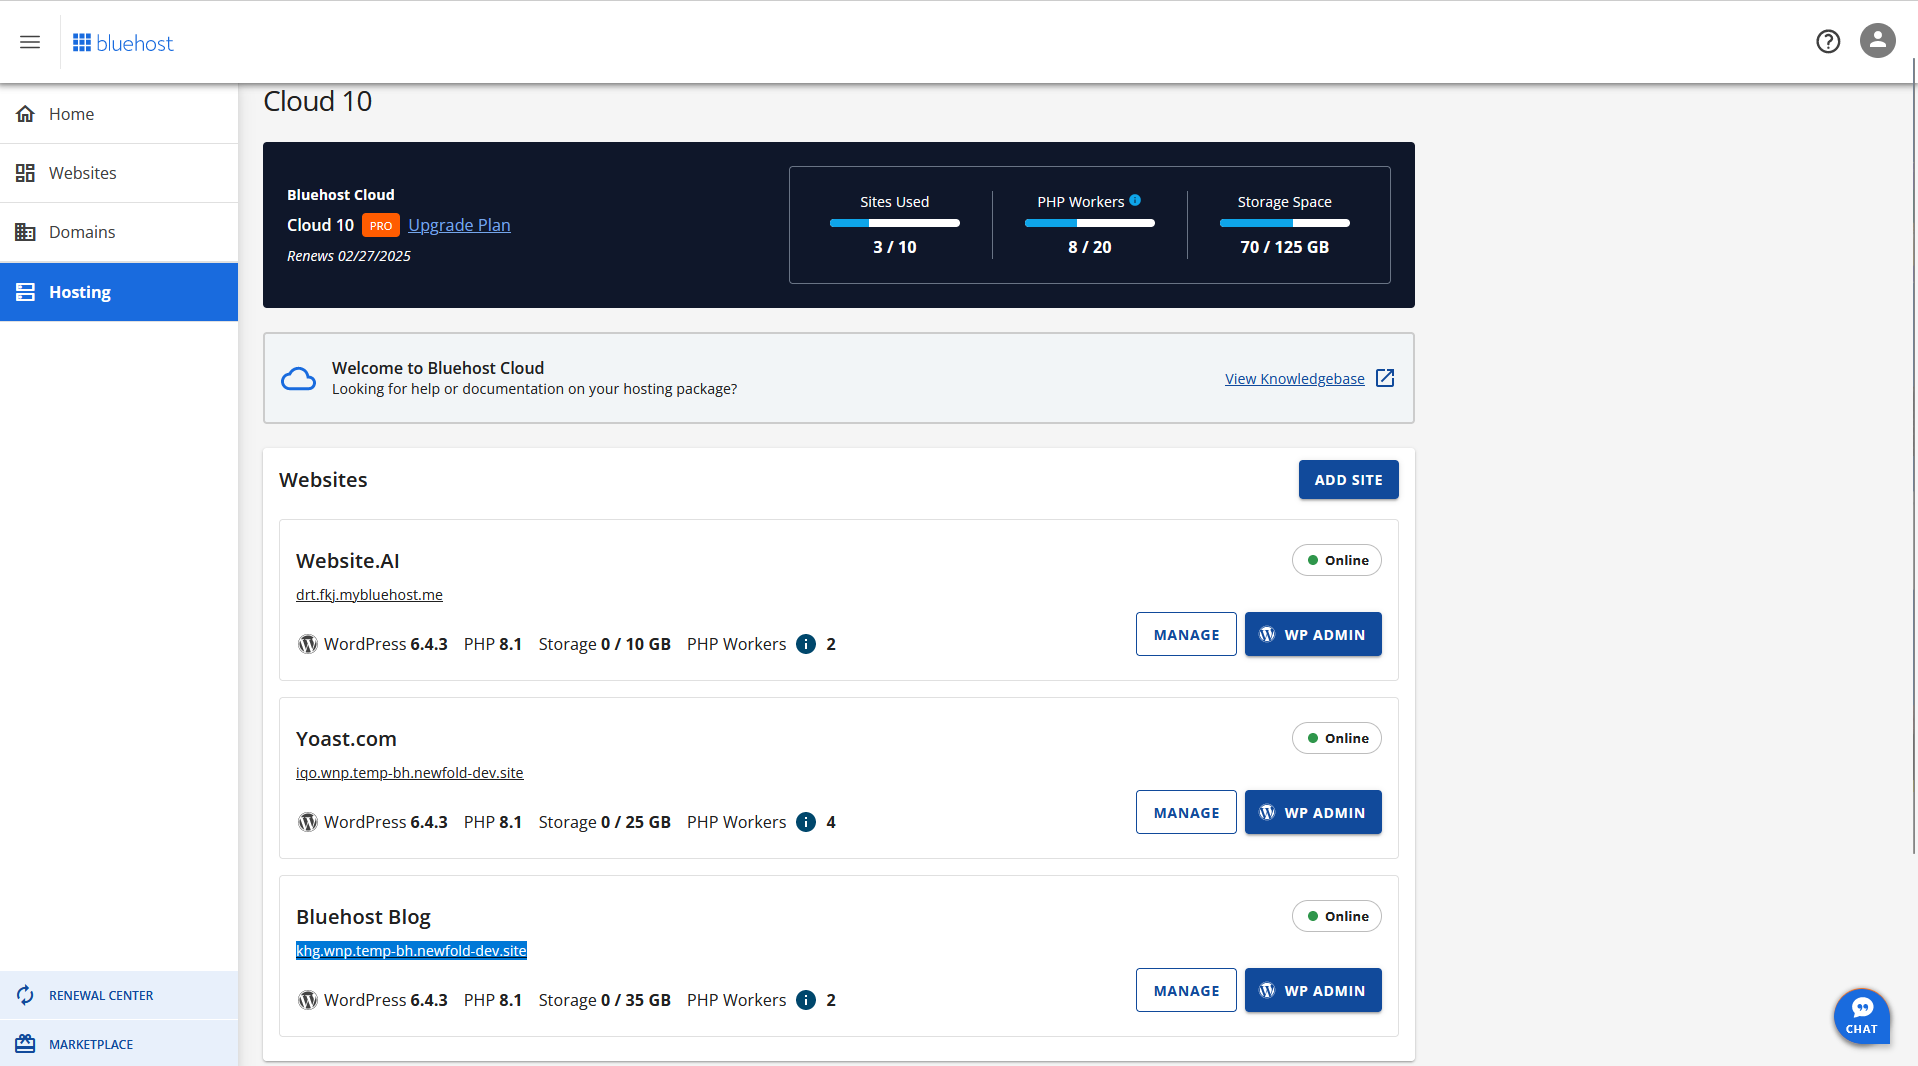 bluehost
Home
Websites
Domains
Hosting
RENEWAL CENTER
MARKETPLACE
Cloud 10
Bluehost Cloud
Cloud 10 PRO Upgrade Plan
Renews 02/27/2025
Sites Used
3 / 10
PHP Workers
8 / 20
Storage Space
70 / 125 GB
Welcome to Bluehost Cloud
Looking for help or documentation on your hosting package?
View Knowledgebase
Websites
ADD SITE
Website.AI
Online
drt.fkj.mybluehost.me
WordPress 6.4.3 PHP 8.1 Storage 0 / 10 GB PHP Workers 2
MANAGE
WP ADMIN
Yoast.com
Online
iqo.wnp.temp-bh.newfold-dev.site
WordPress 6.4.3 PHP 8.1 Storage 0 / 25 GB PHP Workers 4
MANAGE
WP ADMIN
Bluehost Blog
Online
khg.wnp.temp-bh.newfold-dev.site
WordPress 6.4.3 PHP 8.1 Storage 0 / 35 GB PHP Workers 2
MANAGE
WP ADMIN
CHAT